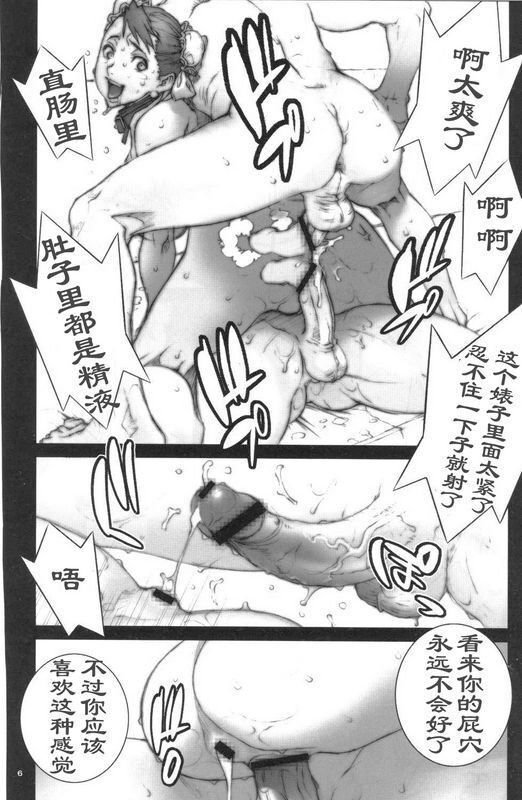 啊太爽了
直肠里
啊啊
肚子里都是精液
这个婊子里面太紧了
忍不住一下子就射了
唔
看来你的屁穴
永远不会好了
不过你应该
喜欢这种感觉
6